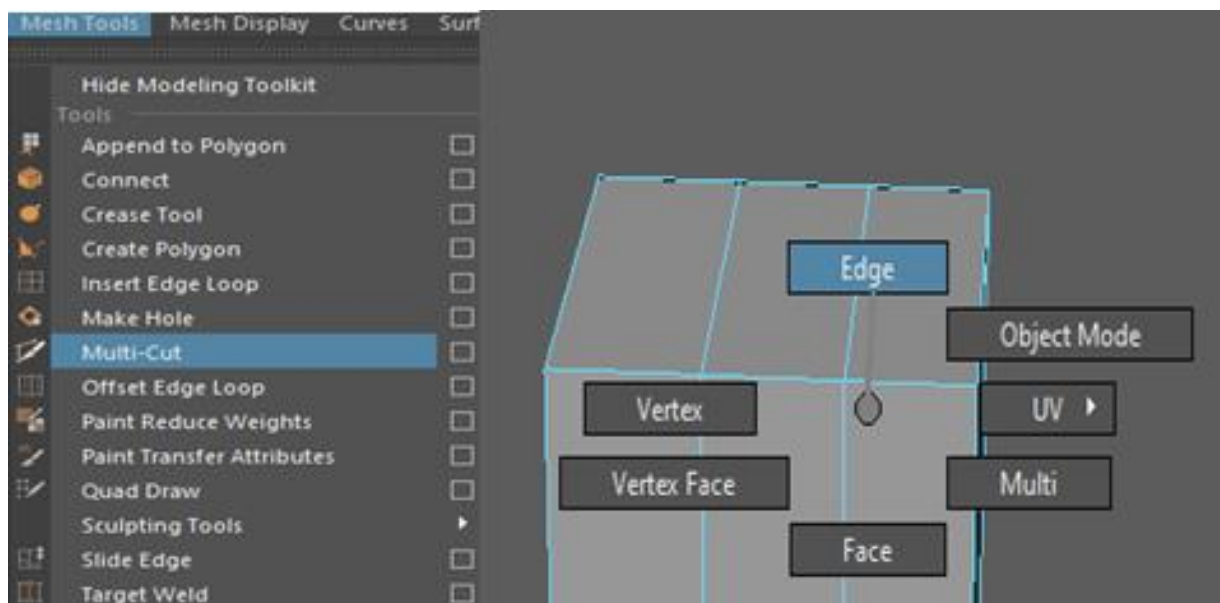 Mesh Tools Mesh Display Curves Surf
Hide Modeling Toolkit
Tools
Append to Polygon
Connect
Crease Tool
Create Polygon
Insert Edge Loop
Make Hole
Multi-Cut
Offset Edge Loop
Paint Reduce Weights
Paint Transfer Attributes
Quad Draw
Sculpting Tools
Slide Edge
Target Weld
Edge
Object Mode
Vertex
UV
Vertex Face
Multi
Face